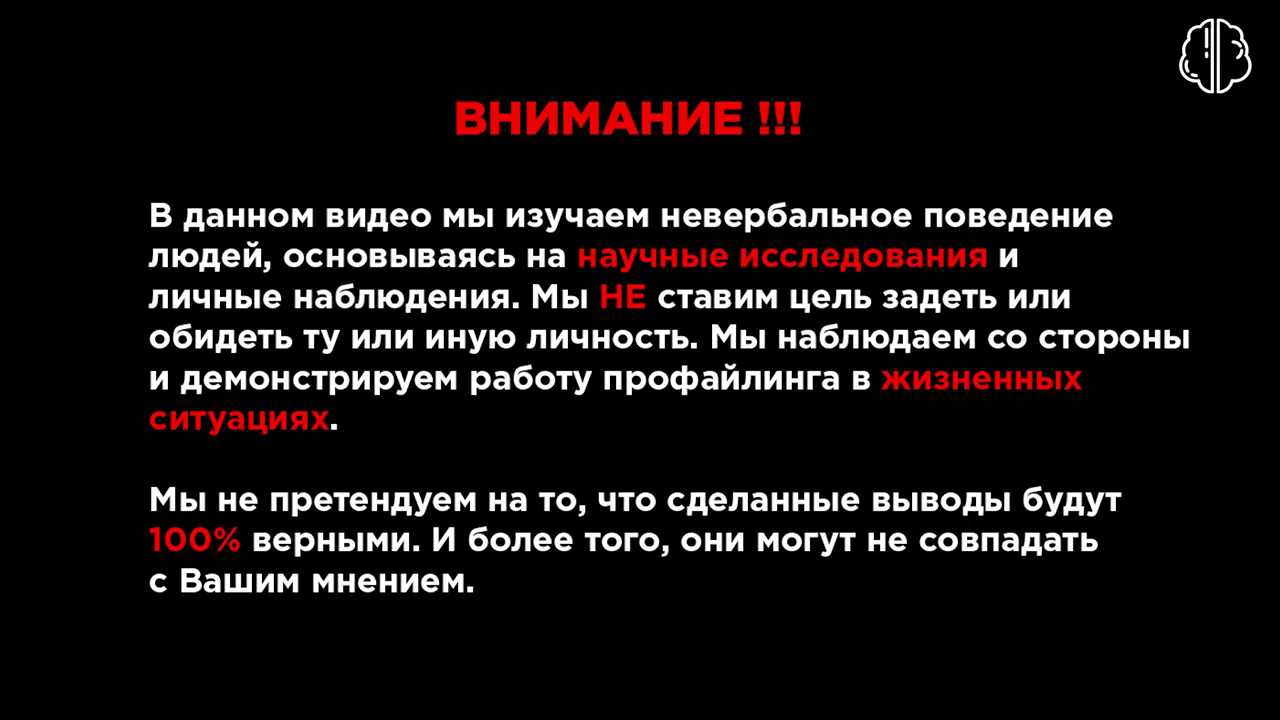 ВНИМАНИЕ !!!
В данном видео мы изучаем невербальное поведение
людей, основываясь на научные исследования и
личные наблюдения. Мы НЕ ставим цель задеть или
обидеть ту или иную личность. Мы наблюдаем со стороны
и демонстрируем работу профайлинга в жизненных
ситуациях.
Мы не претендуем на то, что сделанные выводы будут
100% верными. И более того, они могут не совпадать
с Вашим мнением.